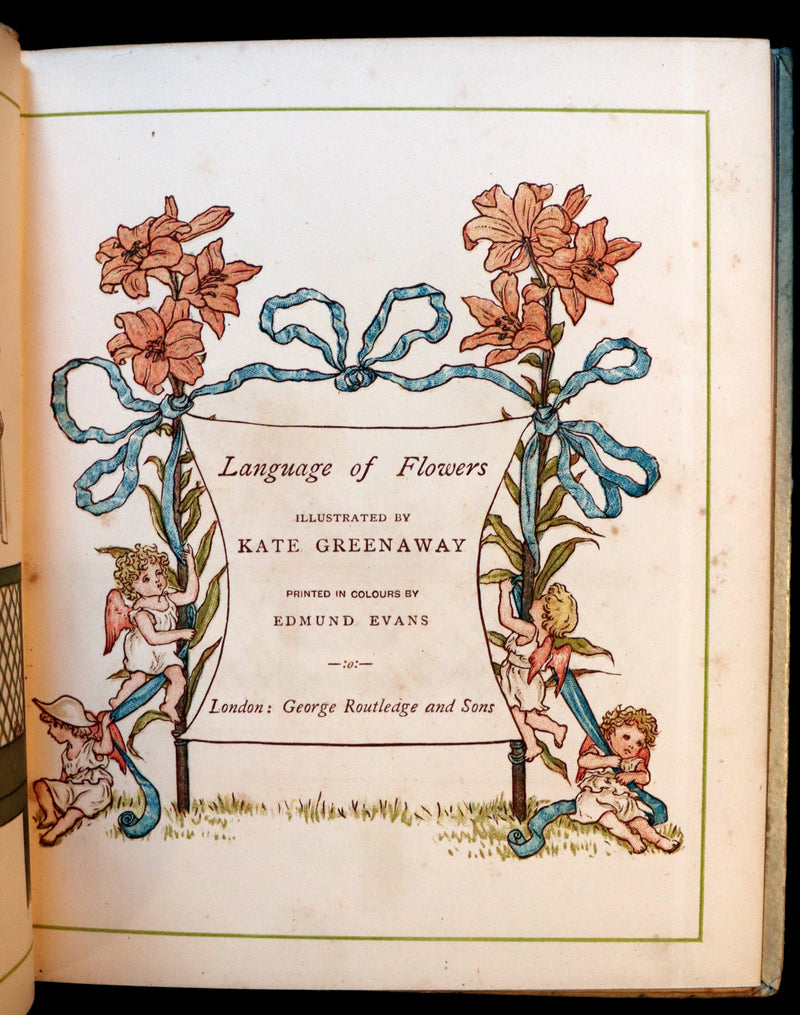 Language of Flowers
ILLUSTRATED BY
KATE GREENAWAY
PRINTED IN COLOURS BY
EDMUND EVANS
—:o:—
London: George Routledge and Sons